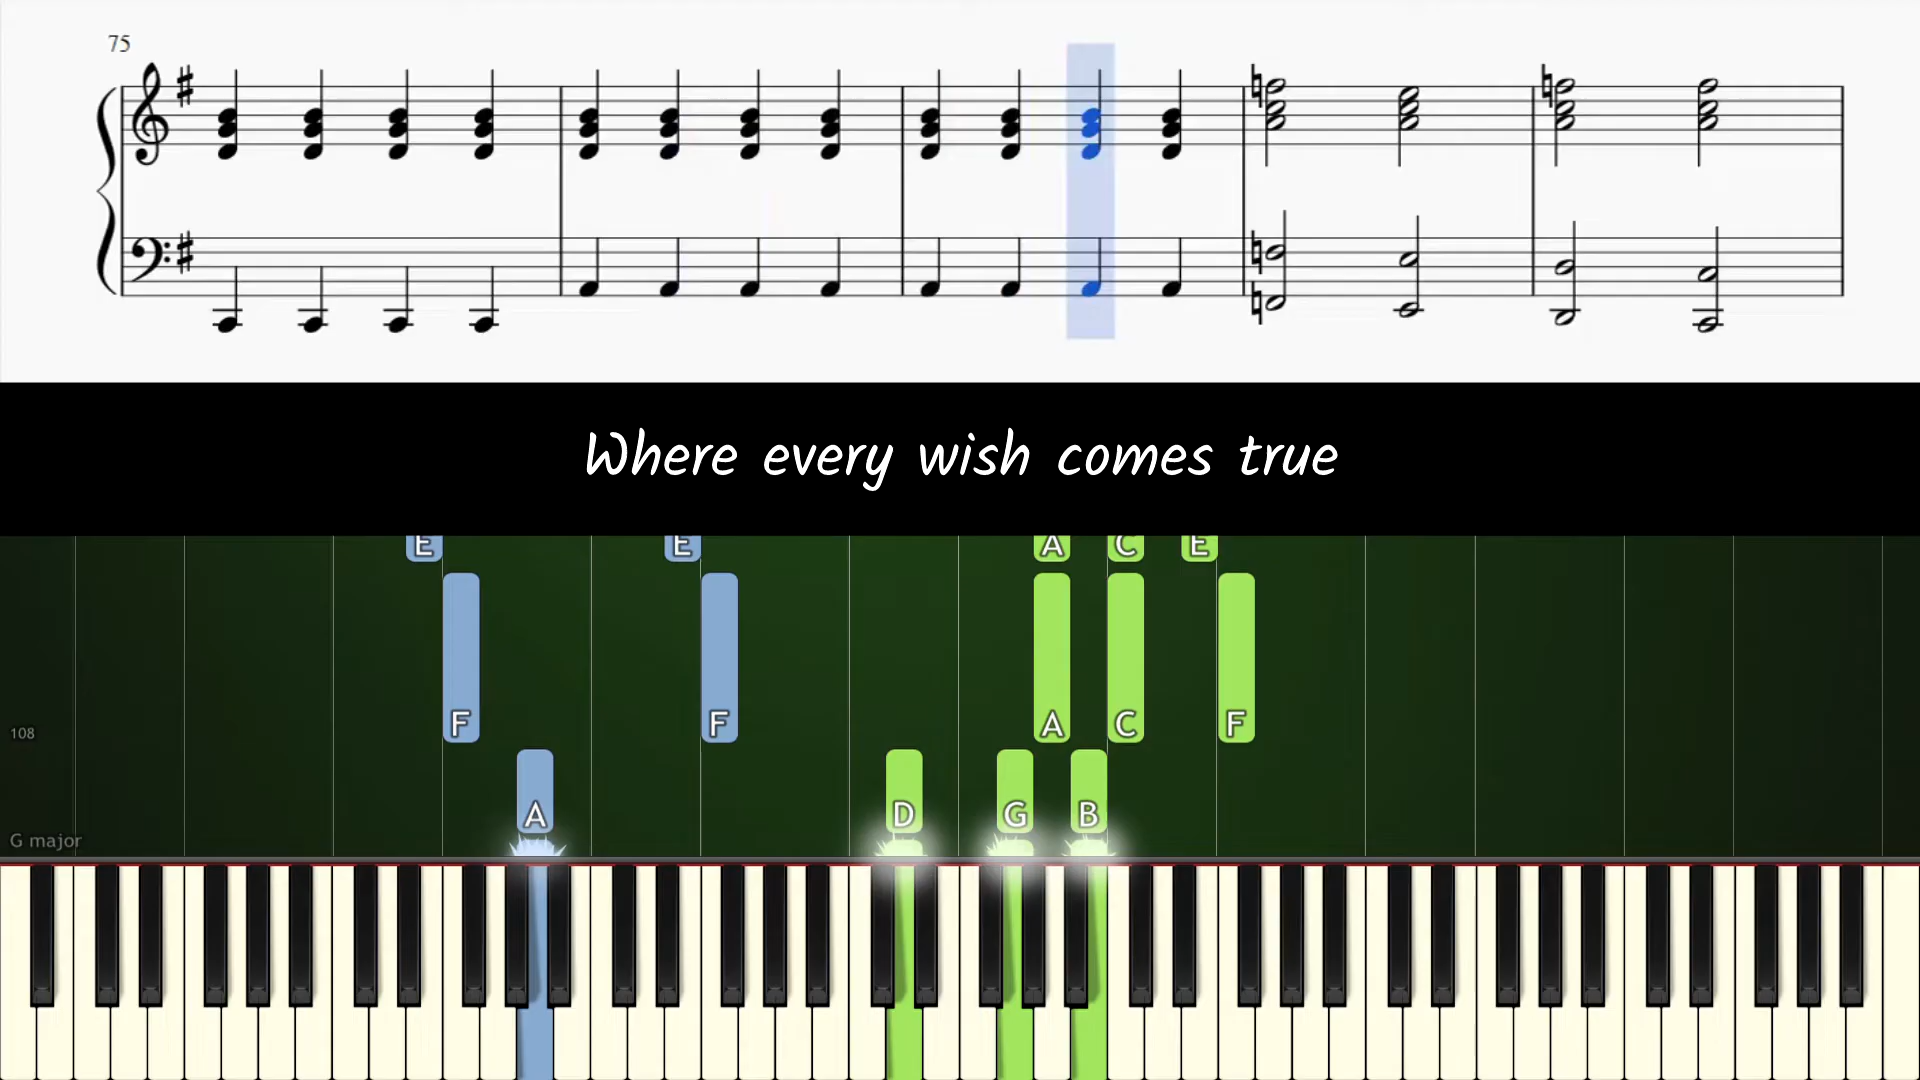 75
Where every wish comes true
E E A C E
F F A C F
108
A D G B
G major